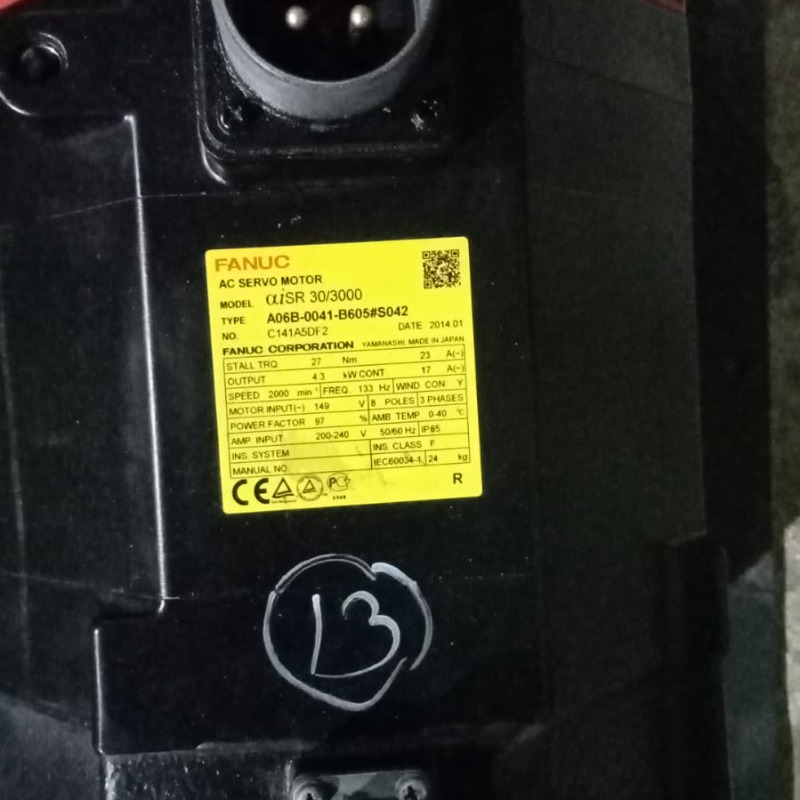 FANUC
AC SERVO MOTOR
MODEL αiSR 30/3000
TYPE A06B-0041-B605#S042
NO. C141A5DF2 DATE 2014.01
FANUC CORPORATION YAMANASHI, MADE IN JAPAN
STALL TRQ 27 Nm 23 A(~)
OUTPUT 4.3 kW CONT 17 A(~)
SPEED 2000 min⁻¹ FREQ 133 Hz WIND CON Y
MOTOR INPUT(~) 149 V 8 POLES 3 PHASES
POWER FACTOR 97 % AMB TEMP 0-40 ℃
AMP INPUT 200-240 V 50/60 Hz IP65
INS. SYSTEM INS. CLASS F
MANUAL NO. IEC60034-1, 24 kg
CE R
13